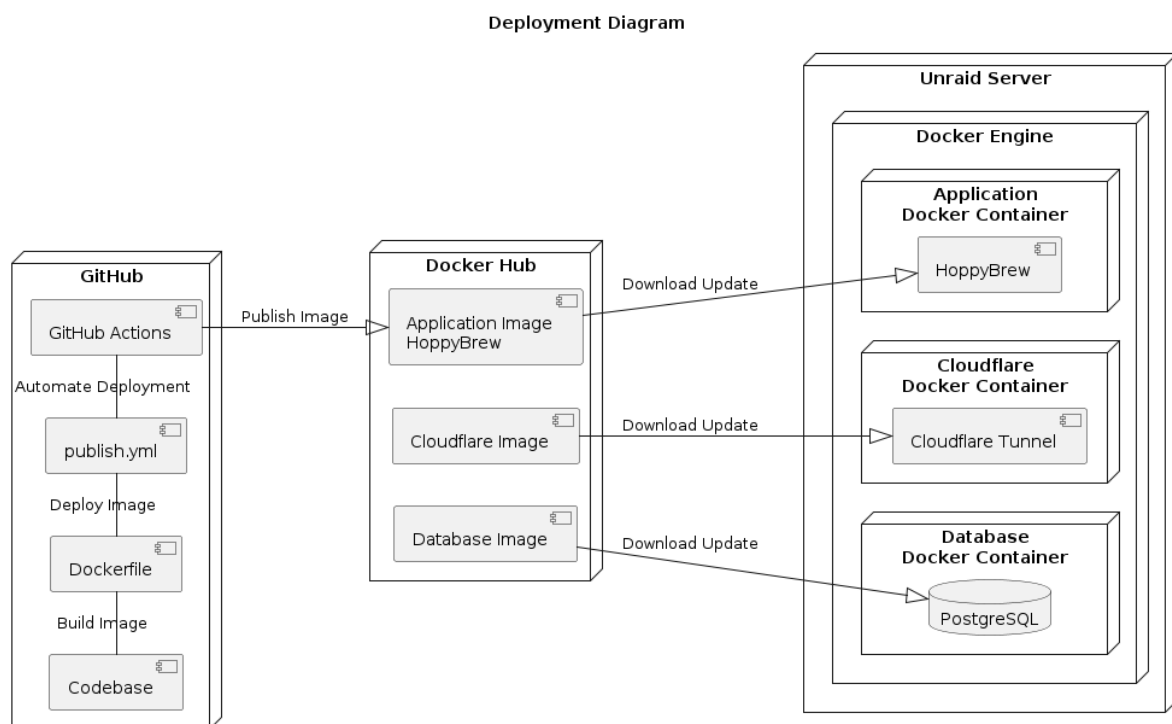 Deployment Diagram
GitHub
GitHub Actions
Automate Deployment
publish.yml
Deploy Image
Dockerfile
Build Image
Codebase
Publish Image
Docker Hub
Application Image
HoppyBrew
Cloudflare Image
Database Image
Download Update
Download Update
Download Update
Unraid Server
Docker Engine
Application
Docker Container
HoppyBrew
Cloudflare
Docker Container
Cloudflare Tunnel
Database
Docker Container
PostgreSQL